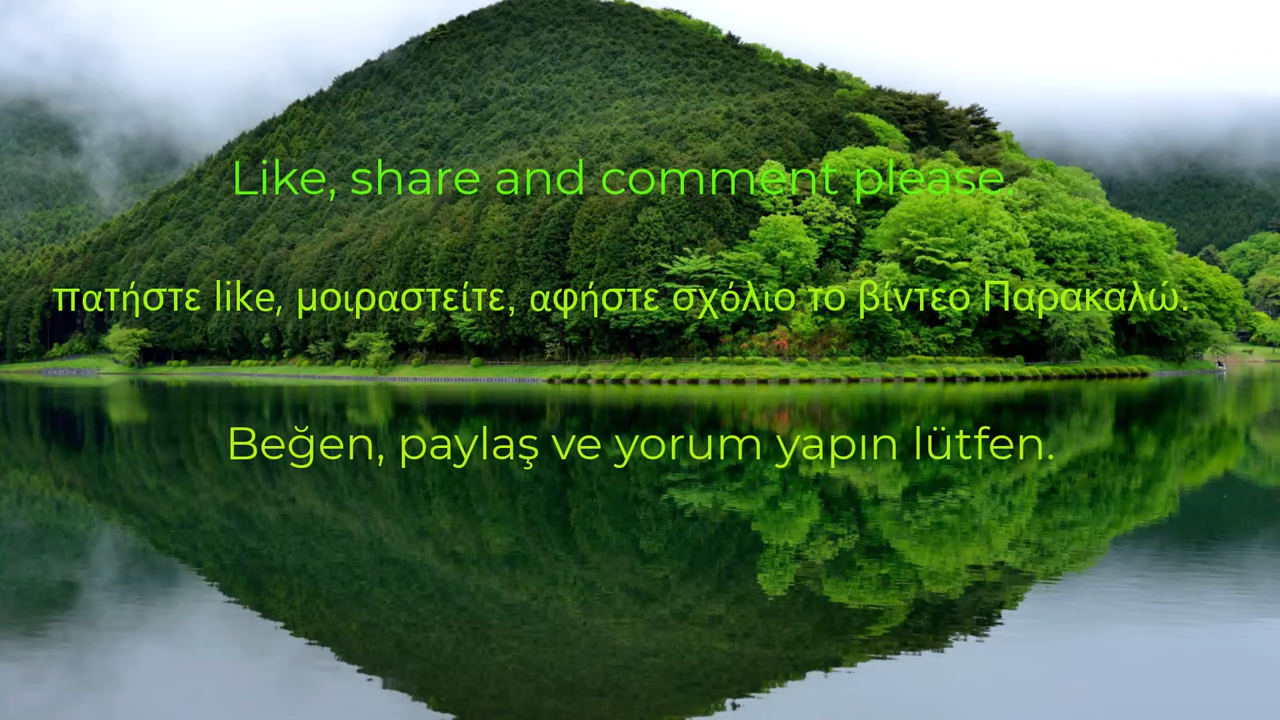 Like, share and comment please.
πατήστε like, μοιραστείτε, αφήστε σχόλιο το βίντεο Παρακαλώ.
Beğen, paylaş ve yorum yapın lütfen.